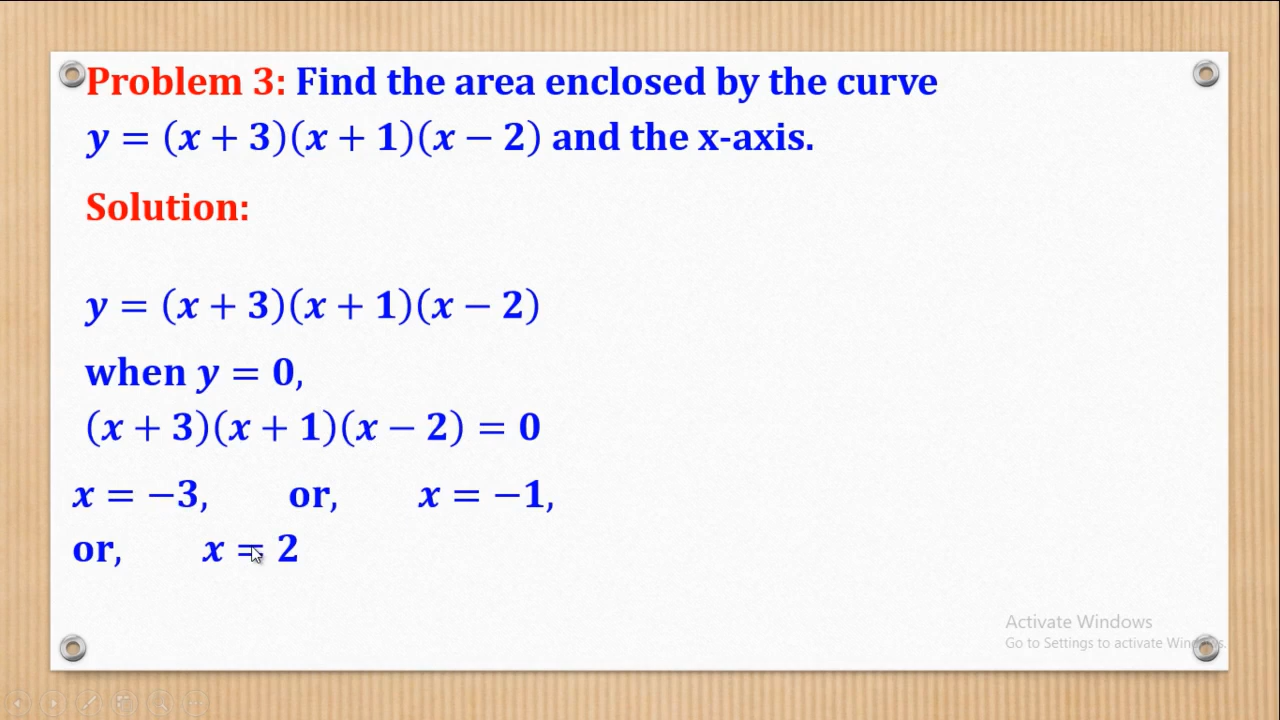 Problem 3: Find the area enclosed by the curve
y = (x + 3)(x + 1)(x − 2) and the x-axis.
Solution:
y = (x + 3)(x + 1)(x − 2)
when y = 0,
(x + 3)(x + 1)(x − 2) = 0
x = −3, or, x = −1,
or, x = 2
Activate Windows
Go to Settings to activate Windows.